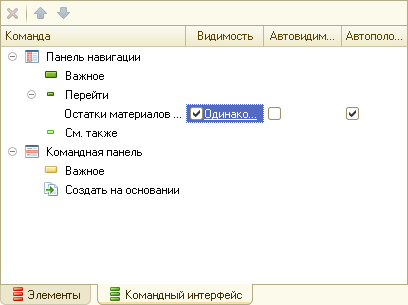 Команда Видимость Автовидим... Автополо...
Панель навигации
Важное
Перейти
Остатки материалов ... Одинако...
См. также
Командная панель
Важное
Создать на основании
Элементы Командный интерфейс